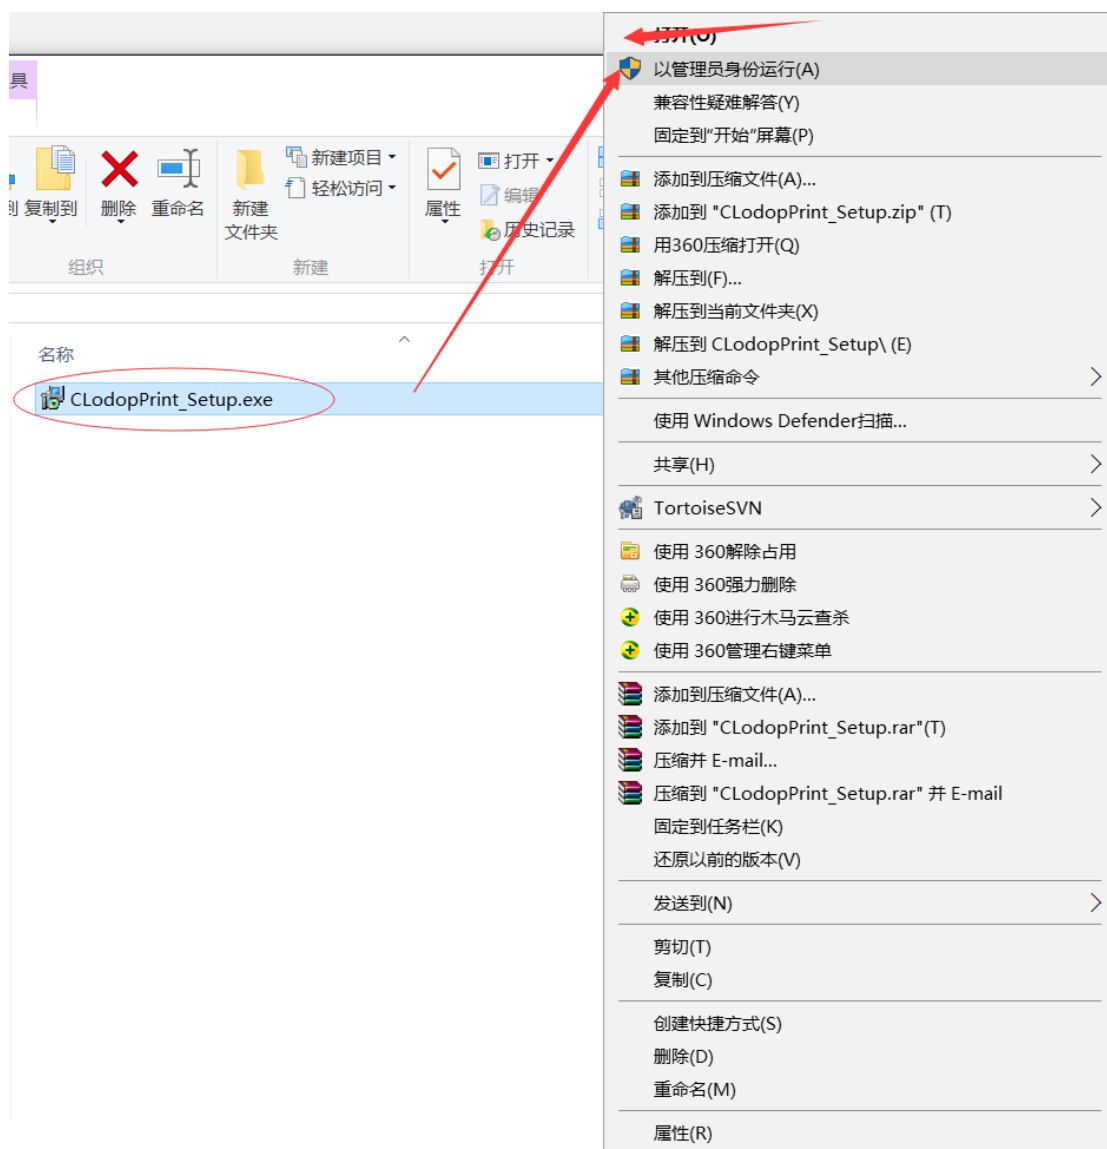 具
到 复制到
删除
重命名
新建
文件夹
新建项目
轻松访问
属性
打开
编辑
历史记录
组织
新建
打开
名称
CLodopPrint_Setup.exe
打开(O)
以管理员身份运行(A)
兼容性疑难解答(Y)
固定到"开始"屏幕(P)
添加到压缩文件(A)...
添加到 "CLodopPrint_Setup.zip" (T)
用360压缩打开(Q)
解压到(F)...
解压到当前文件夹(X)
解压到 CLodopPrint_Setup\ (E)
其他压缩命令
使用 Windows Defender扫描...
共享(H)
TortoiseSVN
使用 360解除占用
使用 360强力删除
使用 360进行木马云查杀
使用 360管理右键菜单
添加到压缩文件(A)...
添加到 "CLodopPrint_Setup.rar"(T)
压缩并 E-mail...
压缩到 "CLodopPrint_Setup.rar" 并 E-mail
固定到任务栏(K)
还原以前的版本(V)
发送到(N)
剪切(T)
复制(C)
创建快捷方式(S)
删除(D)
重命名(M)
属性(R)